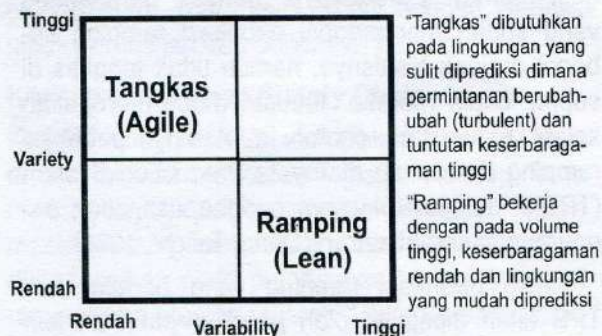 Tinggi
Tangkas
(Agile)
Variety
Ramping
(Lean)
Rendah
Rendah
Variability
Tinggi
"Tangkas" dibutuhkan
pada lingkungan yang
sulit diprediksi dimana
permintanan berubah-
ubah (turbulent) dan
tuntutan keserbaraga-
man tinggi
"Ramping" bekerja
dengan pada volume
tinggi, keserbaragaman
rendah dan lingkungan
yang mudah diprediksi